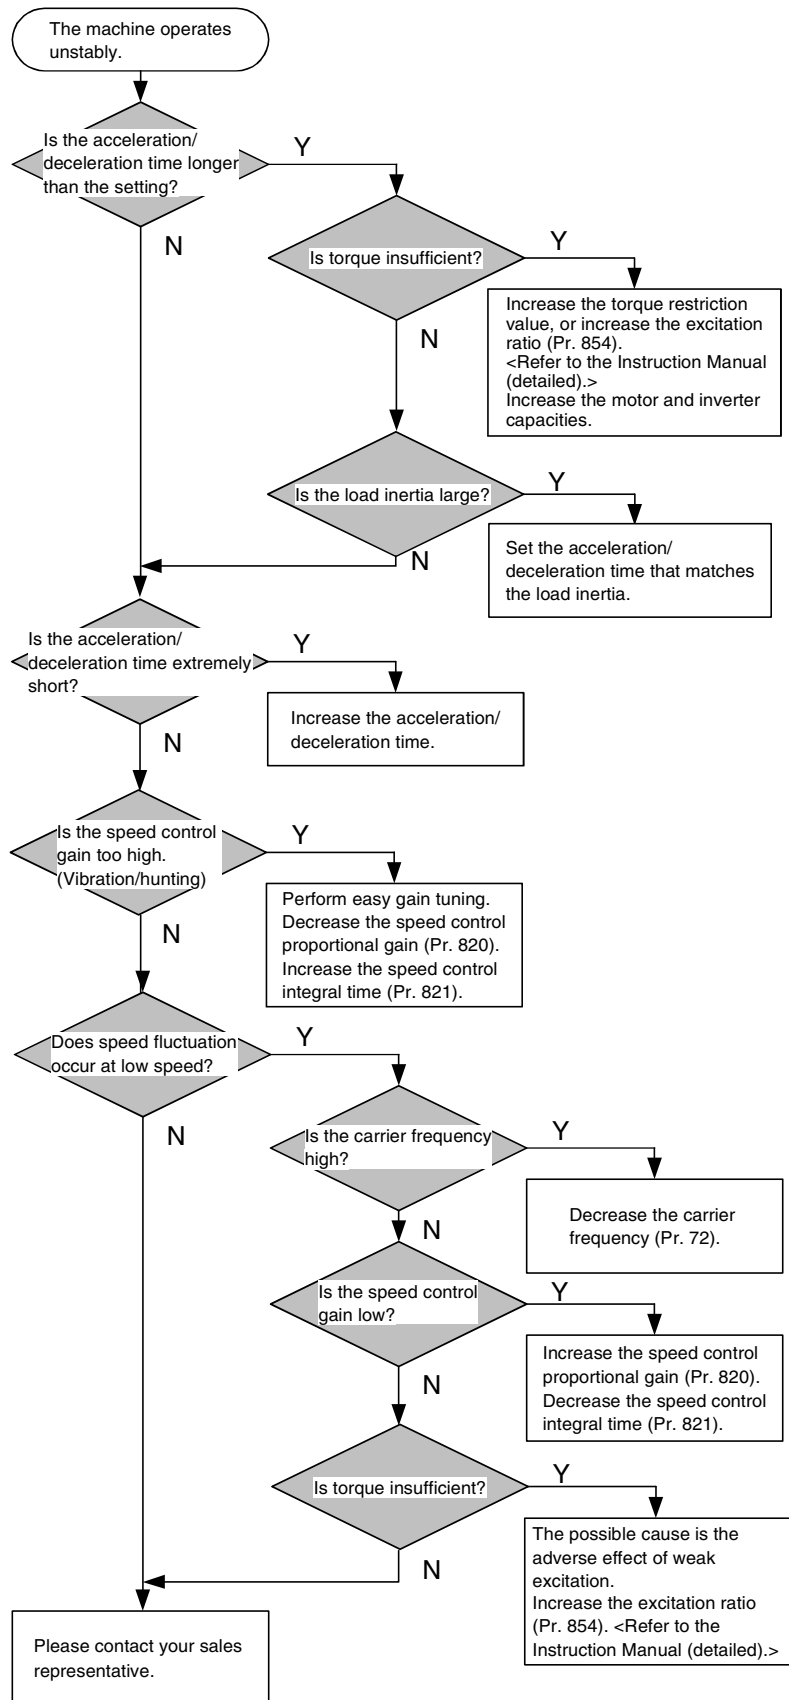 The machine operates
unstably.
Is the acceleration/
deceleration time longer
than the setting?
Y
N
Is torque insufficient?
Y
N
Increase the torque restriction
value, or increase the excitation
ratio (Pr. 854).
<Refer to the Instruction Manual
(detailed).>
Increase the motor and inverter
capacities.
Is the load inertia large?
Y
N
Set the acceleration/
deceleration time that matches
the load inertia.
Is the acceleration/
deceleration time extremely
short?
Y
N
Increase the acceleration/
deceleration time.
Is the speed control
gain too high.
(Vibration/hunting)
Y
N
Perform easy gain tuning.
Decrease the speed control
proportional gain (Pr. 820).
Increase the speed control
integral time (Pr. 821).
Does speed fluctuation
occur at low speed?
Y
N
Is the carrier frequency
high?
Y
N
Decrease the carrier
frequency (Pr. 72).
Is the speed control
gain low?
Y
N
Increase the speed control
proportional gain (Pr. 820).
Decrease the speed control
integral time (Pr. 821).
Is torque insufficient?
Y
N
The possible cause is the
adverse effect of weak
excitation.
Increase the excitation ratio
(Pr. 854). <Refer to the
Instruction Manual (detailed).>
Please contact your sales
representative.